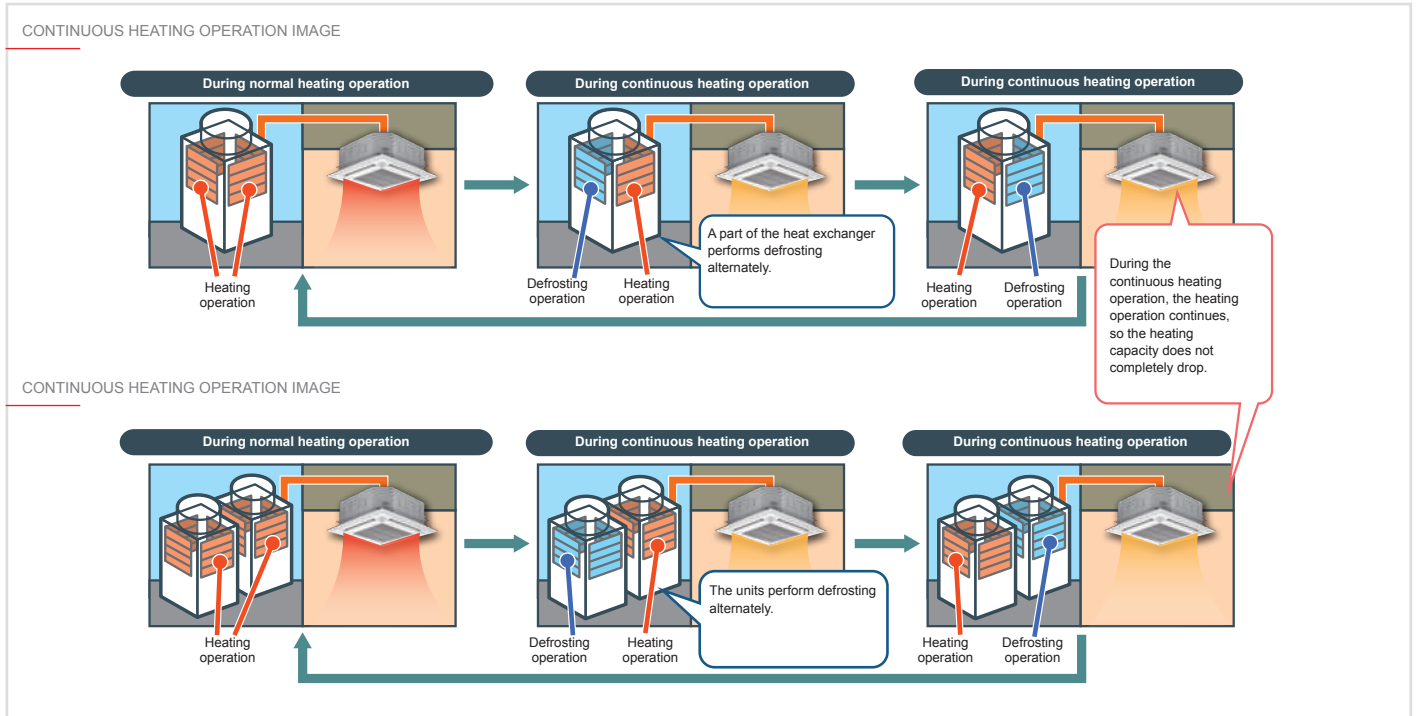 CONTINUOUS HEATING OPERATION IMAGE
During normal heating operation
During continuous heating operation
During continuous heating operation
A part of the heat exchanger
performs defrosting
alternately.
Heating
operation
Defrosting
operation
Heating
operation
Heating
operation
Defrosting
operation
During the
continuous heating
operation, the heating
operation continues,
so the heating
capacity does not
completely drop.
CONTINUOUS HEATING OPERATION IMAGE
During normal heating operation
During continuous heating operation
During continuous heating operation
The units perform defrosting
alternately.
Heating
operation
Defrosting
operation
Heating
operation
Heating
operation
Defrosting
operation